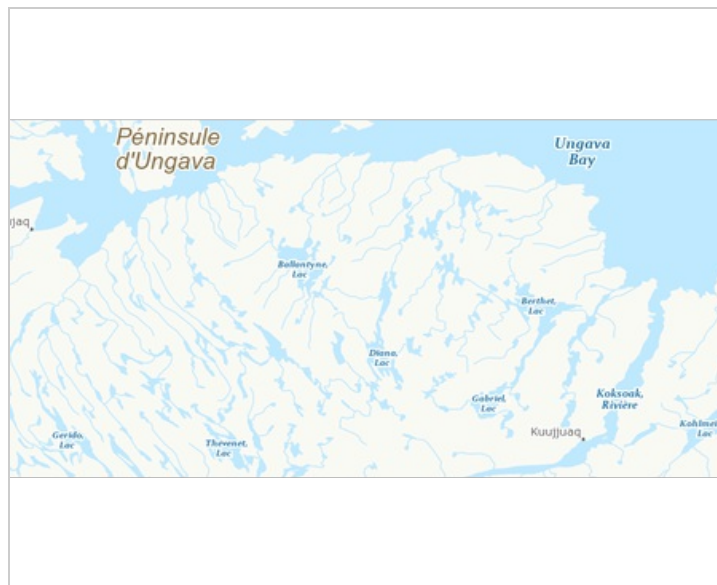 Péninsule
d'Ungava
Ungava
Bay
Ballantyne,
Lac
Berthet,
Lac
Diana,
Lac
Gabriel,
Lac
Koksoak,
Rivière
Kuujjuaq
Gerido,
Lac
Thevenet,
Lac
Lac